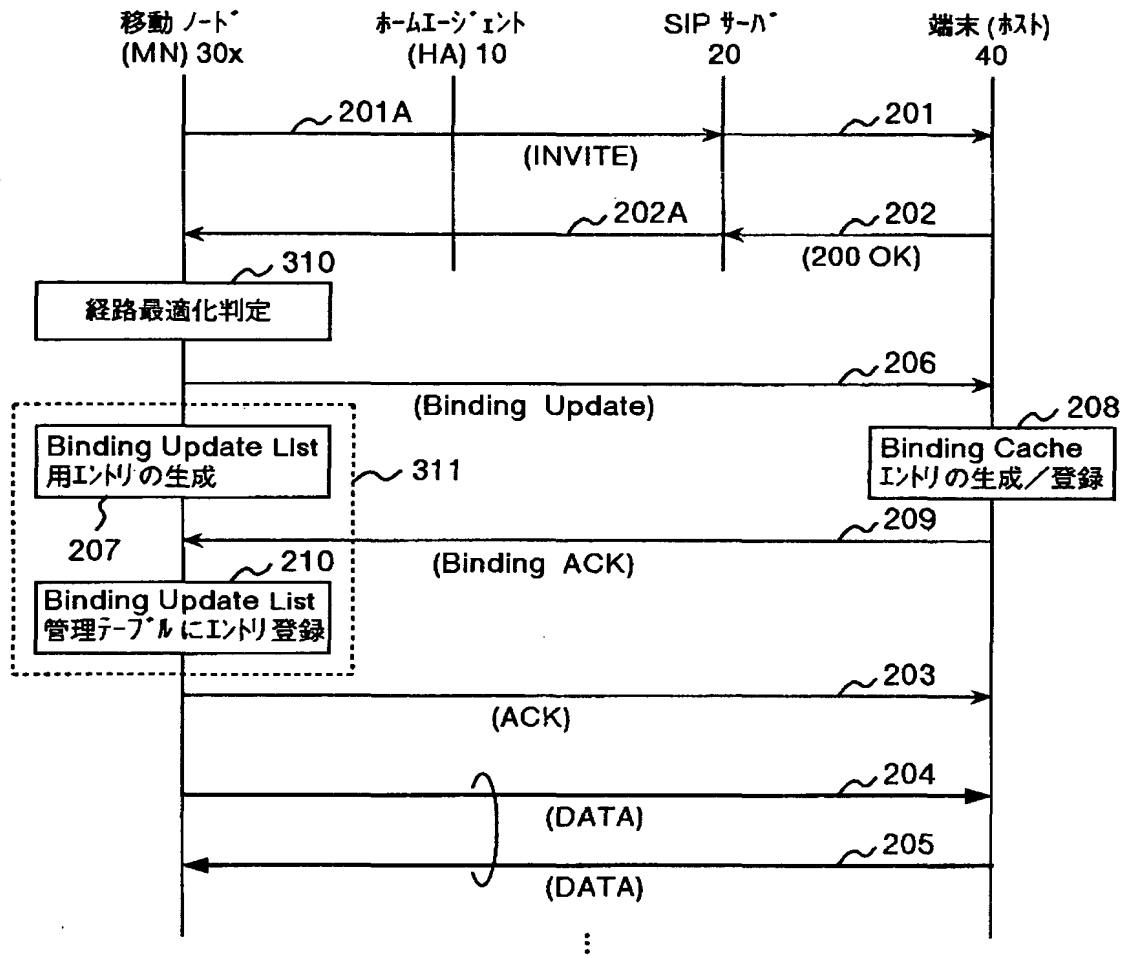 移動ノード ホームエージェント SIP サーバ 端末(ホスト)
(MN) 30x (HA) 10 20 40
201A 201
(INVITE)
202A 202
(200 OK)
310
経路最適化判定
206
(Binding Update)
208
Binding Update List
用エントリの生成
Binding Cache
エントリの生成/登録
311
207
209
(Binding ACK)
210
Binding Update List
管理テーブルにエントリ登録
203
(ACK)
204
(DATA)
205
(DATA)
⋮